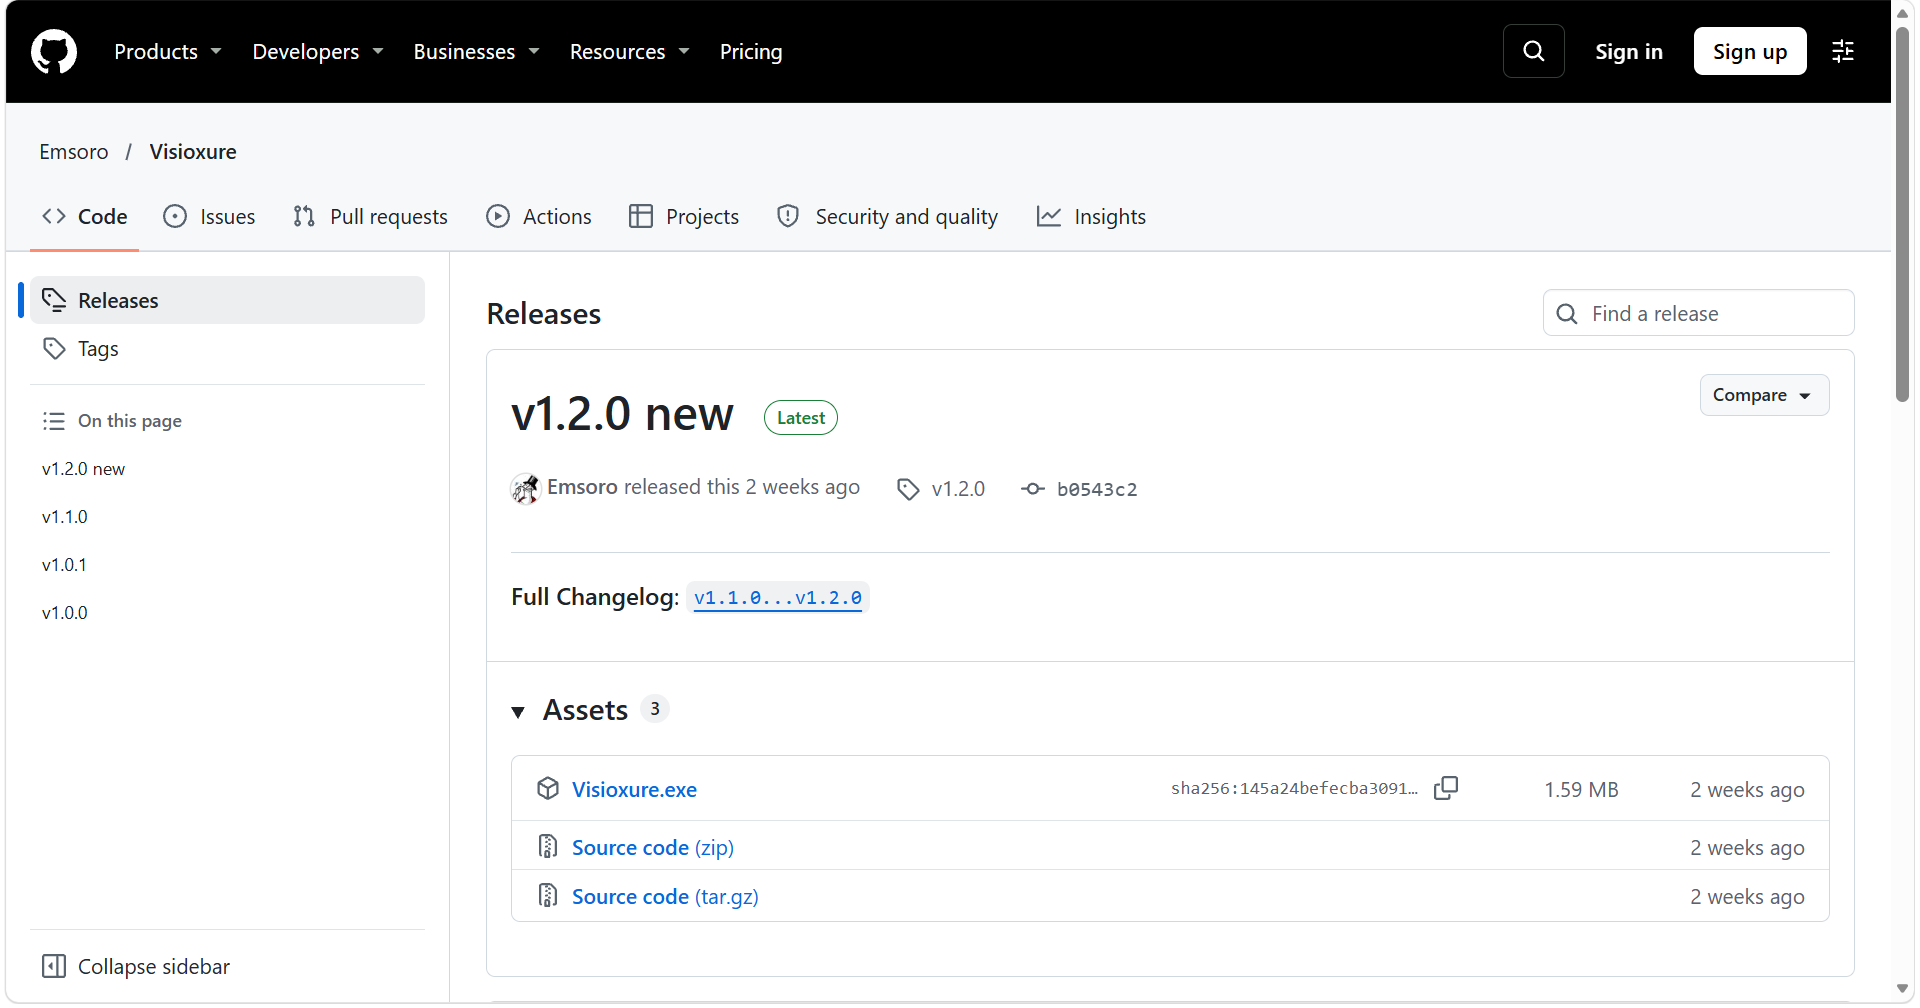 Products Developers Businesses Resources Pricing Sign in Sign up
Emsoro / Visioxure
Code Issues Pull requests Actions Projects Security and quality Insights
Releases
Tags
On this page
v1.2.0 new
v1.1.0
v1.0.1
v1.0.0
Collapse sidebar
Releases
Find a release
v1.2.0 new Latest
Compare
Emsoro released this 2 weeks ago v1.2.0 b0543c2
Full Changelog: v1.1.0...v1.2.0
Assets 3
Visioxure.exe sha256:145a24befecba3091… 1.59 MB 2 weeks ago
Source code (zip) 2 weeks ago
Source code (tar.gz) 2 weeks ago